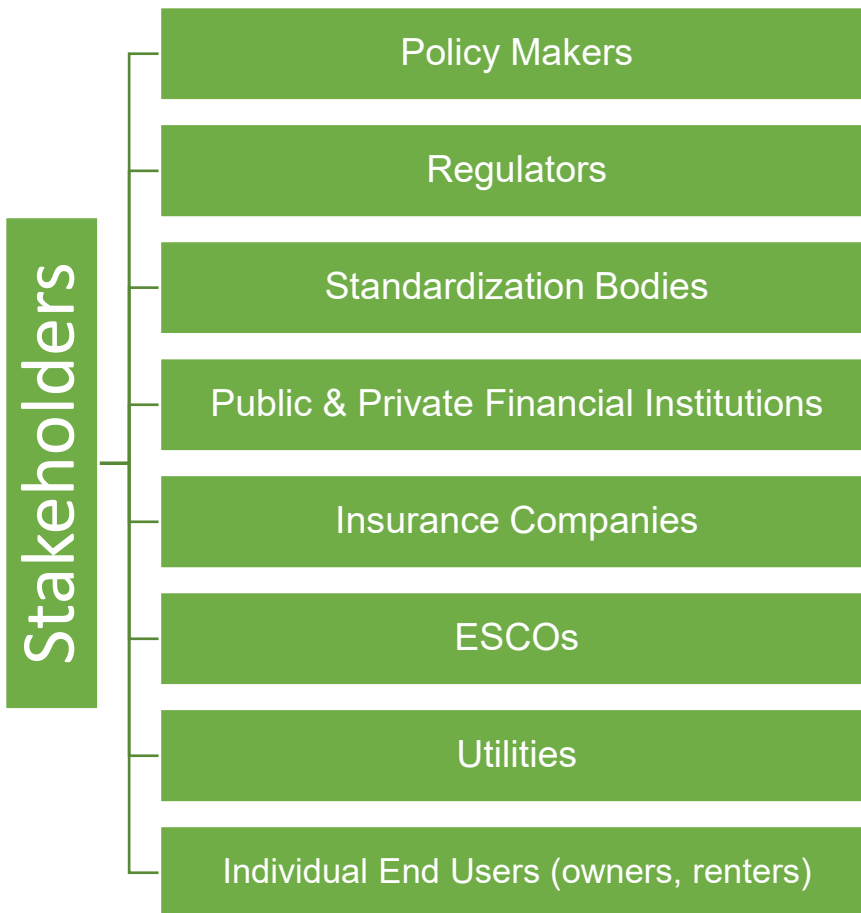 Stakeholders
Policy Makers
Regulators
Standardization Bodies
Public & Private Financial Institutions
Insurance Companies
ESCOs
Utilities
Individual End Users (owners, renters)